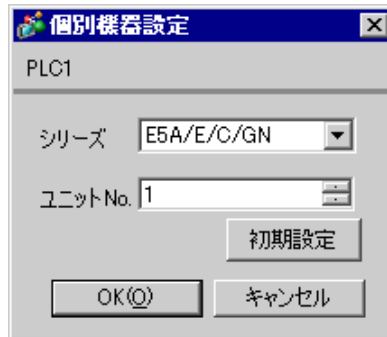 個別機器設定
PLC1
シリーズ E5A/E/C/GN
ユニットNo. 1
初期設定
OK(O) キャンセル